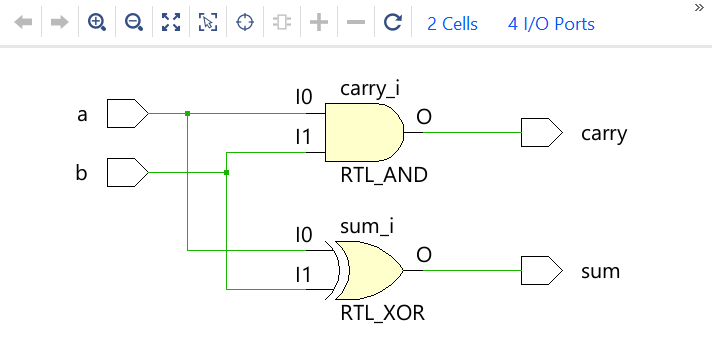 2 Cells 4 I/O Ports
carry_i
I0
a
O
I1
carry
b
RTL_AND
sum_i
I0
O
I1
sum
RTL_XOR